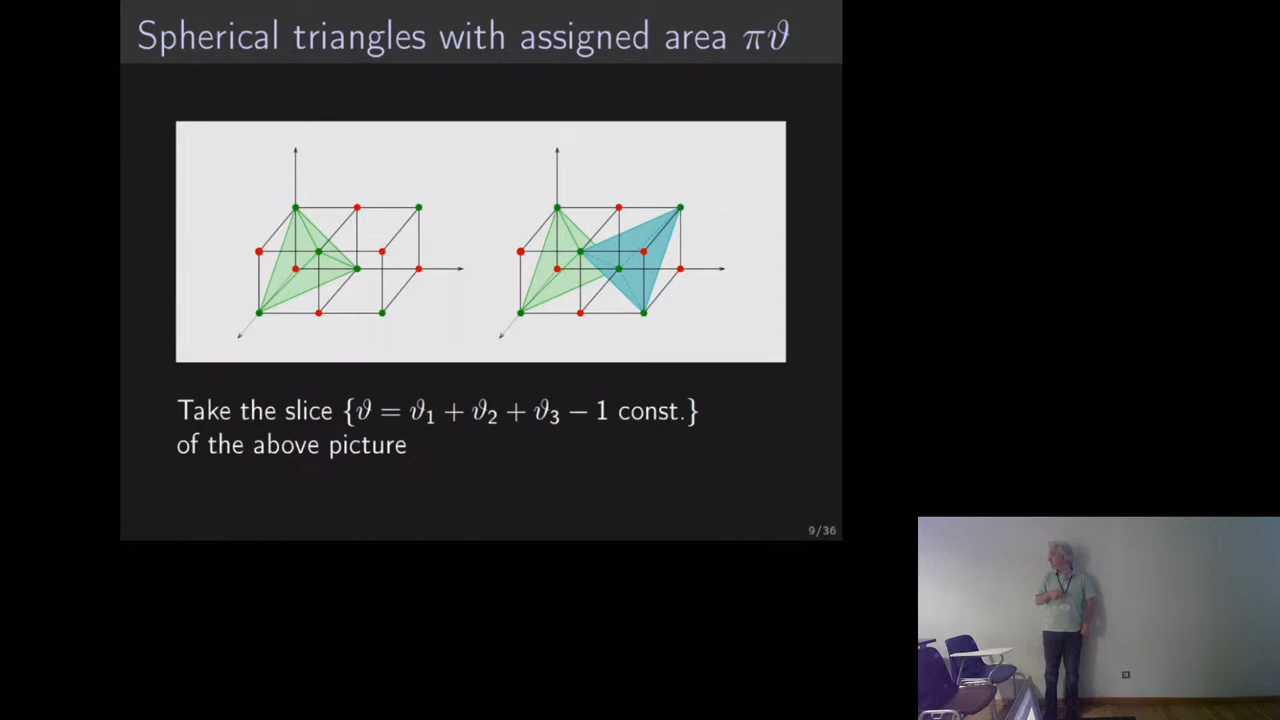 Spherical triangles with assigned area πϑ
Take the slice {ϑ = ϑ₁ + ϑ₂ + ϑ₃ − 1 const.}
of the above picture
9/36